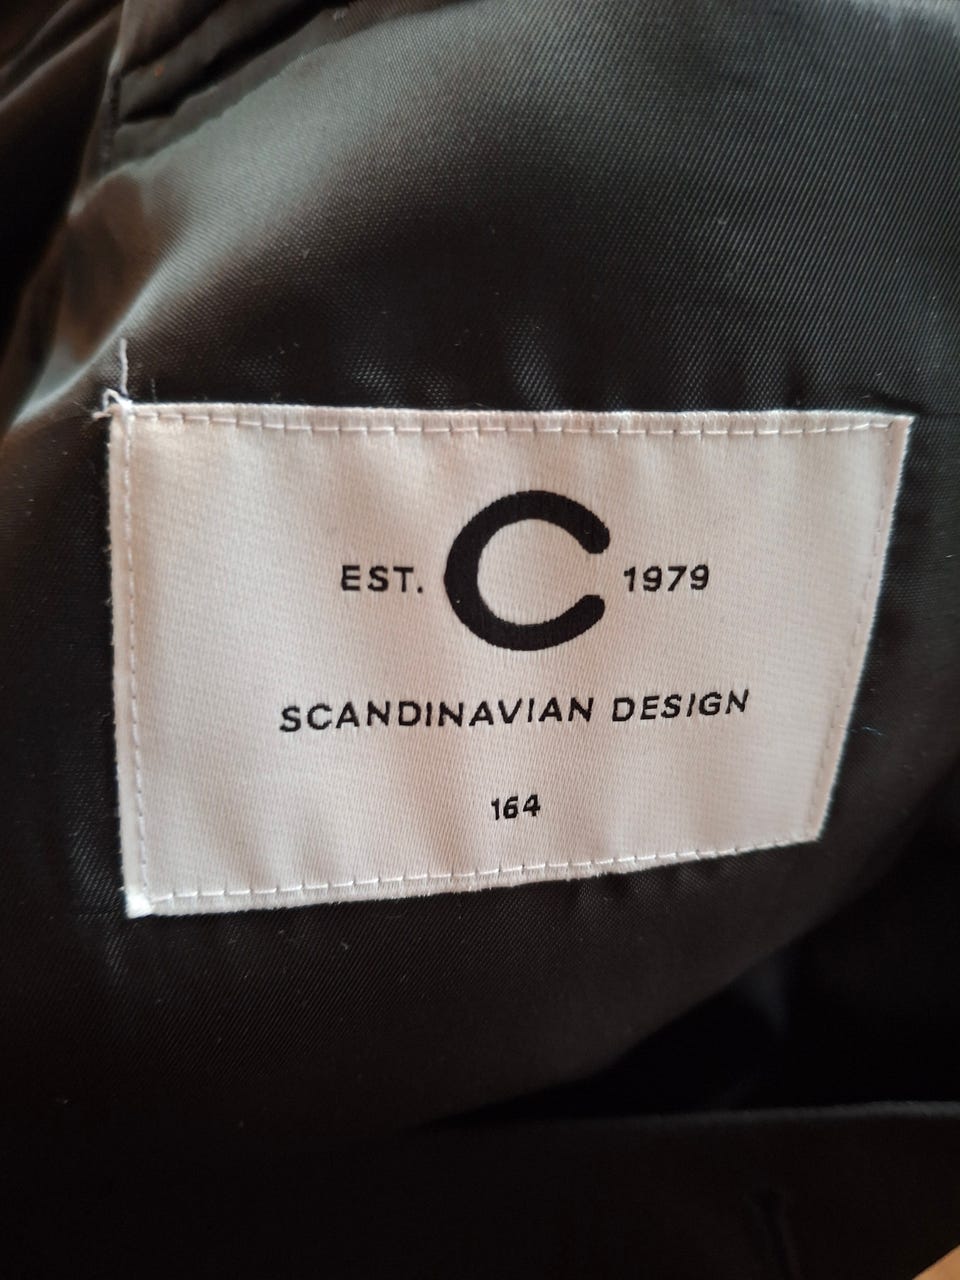 EST. C 1979
SCANDINAVIAN DESIGN
164